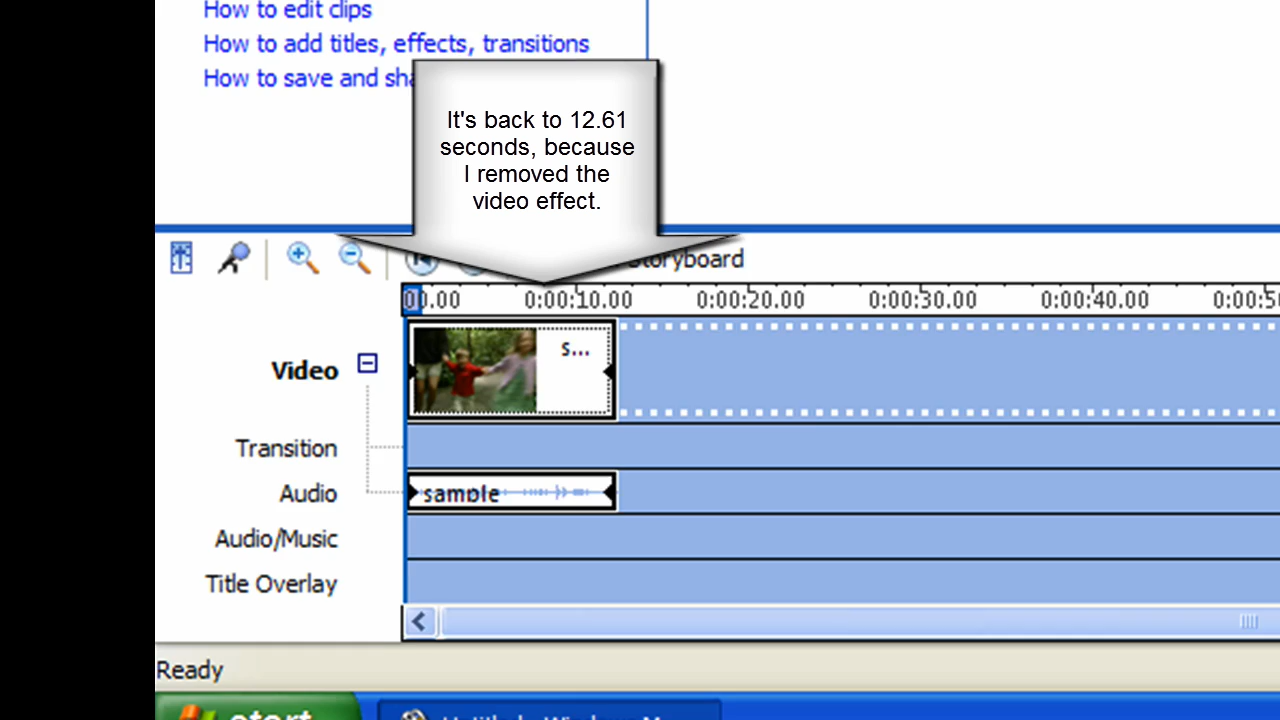 How to edit clips
How to add titles, effects, transitions
How to save and sha
It's back to 12.61
seconds, because
I removed the
video effect.
Storyboard
00.00 0:00:10.00 0:00:20.00 0:00:30.00 0:00:40.00 0:00:5
Video
s...
Transition
Audio
sample
Audio/Music
Title Overlay
Ready
start